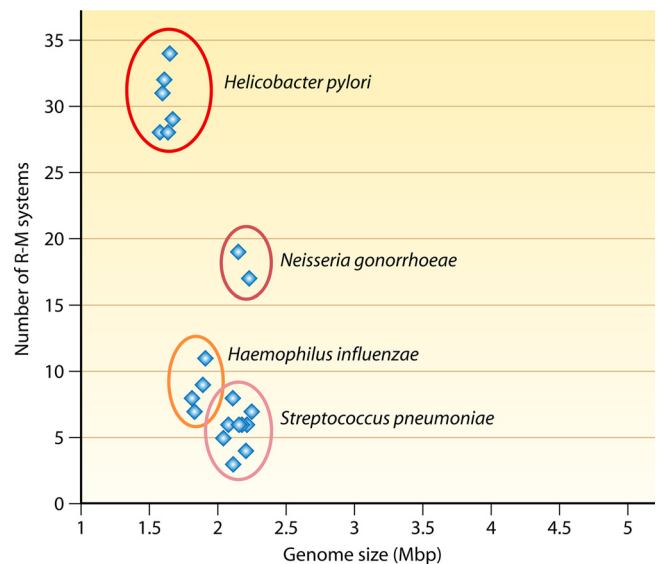 35
30
25
20
15
10
5
0
Number of R-M systems
Helicobacter pylori
Neisseria gonorrhoeae
Haemophilus influenzae
Streptococcus pneumoniae
1 1.5 2 2.5 3 3.5 4 4.5 5
Genome size (Mbp)